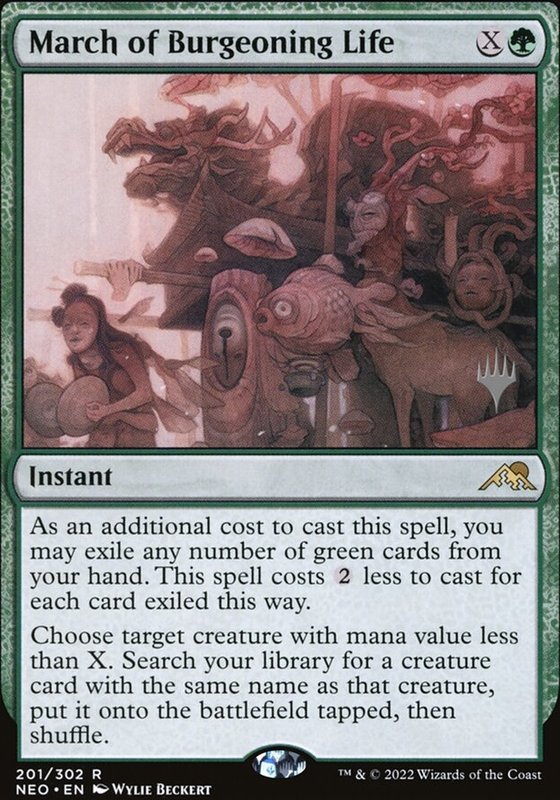 March of Burgeoning Life X
Instant
As an additional cost to cast this spell, you
may exile any number of green cards from
your hand. This spell costs 2 less to cast for
each card exiled this way.
Choose target creature with mana value less
than X. Search your library for a creature
card with the same name as that creature,
put it onto the battlefield tapped, then
shuffle.
201/302 R
NEO • EN Wylie Beckert ™ & © 2022 Wizards of the Coast